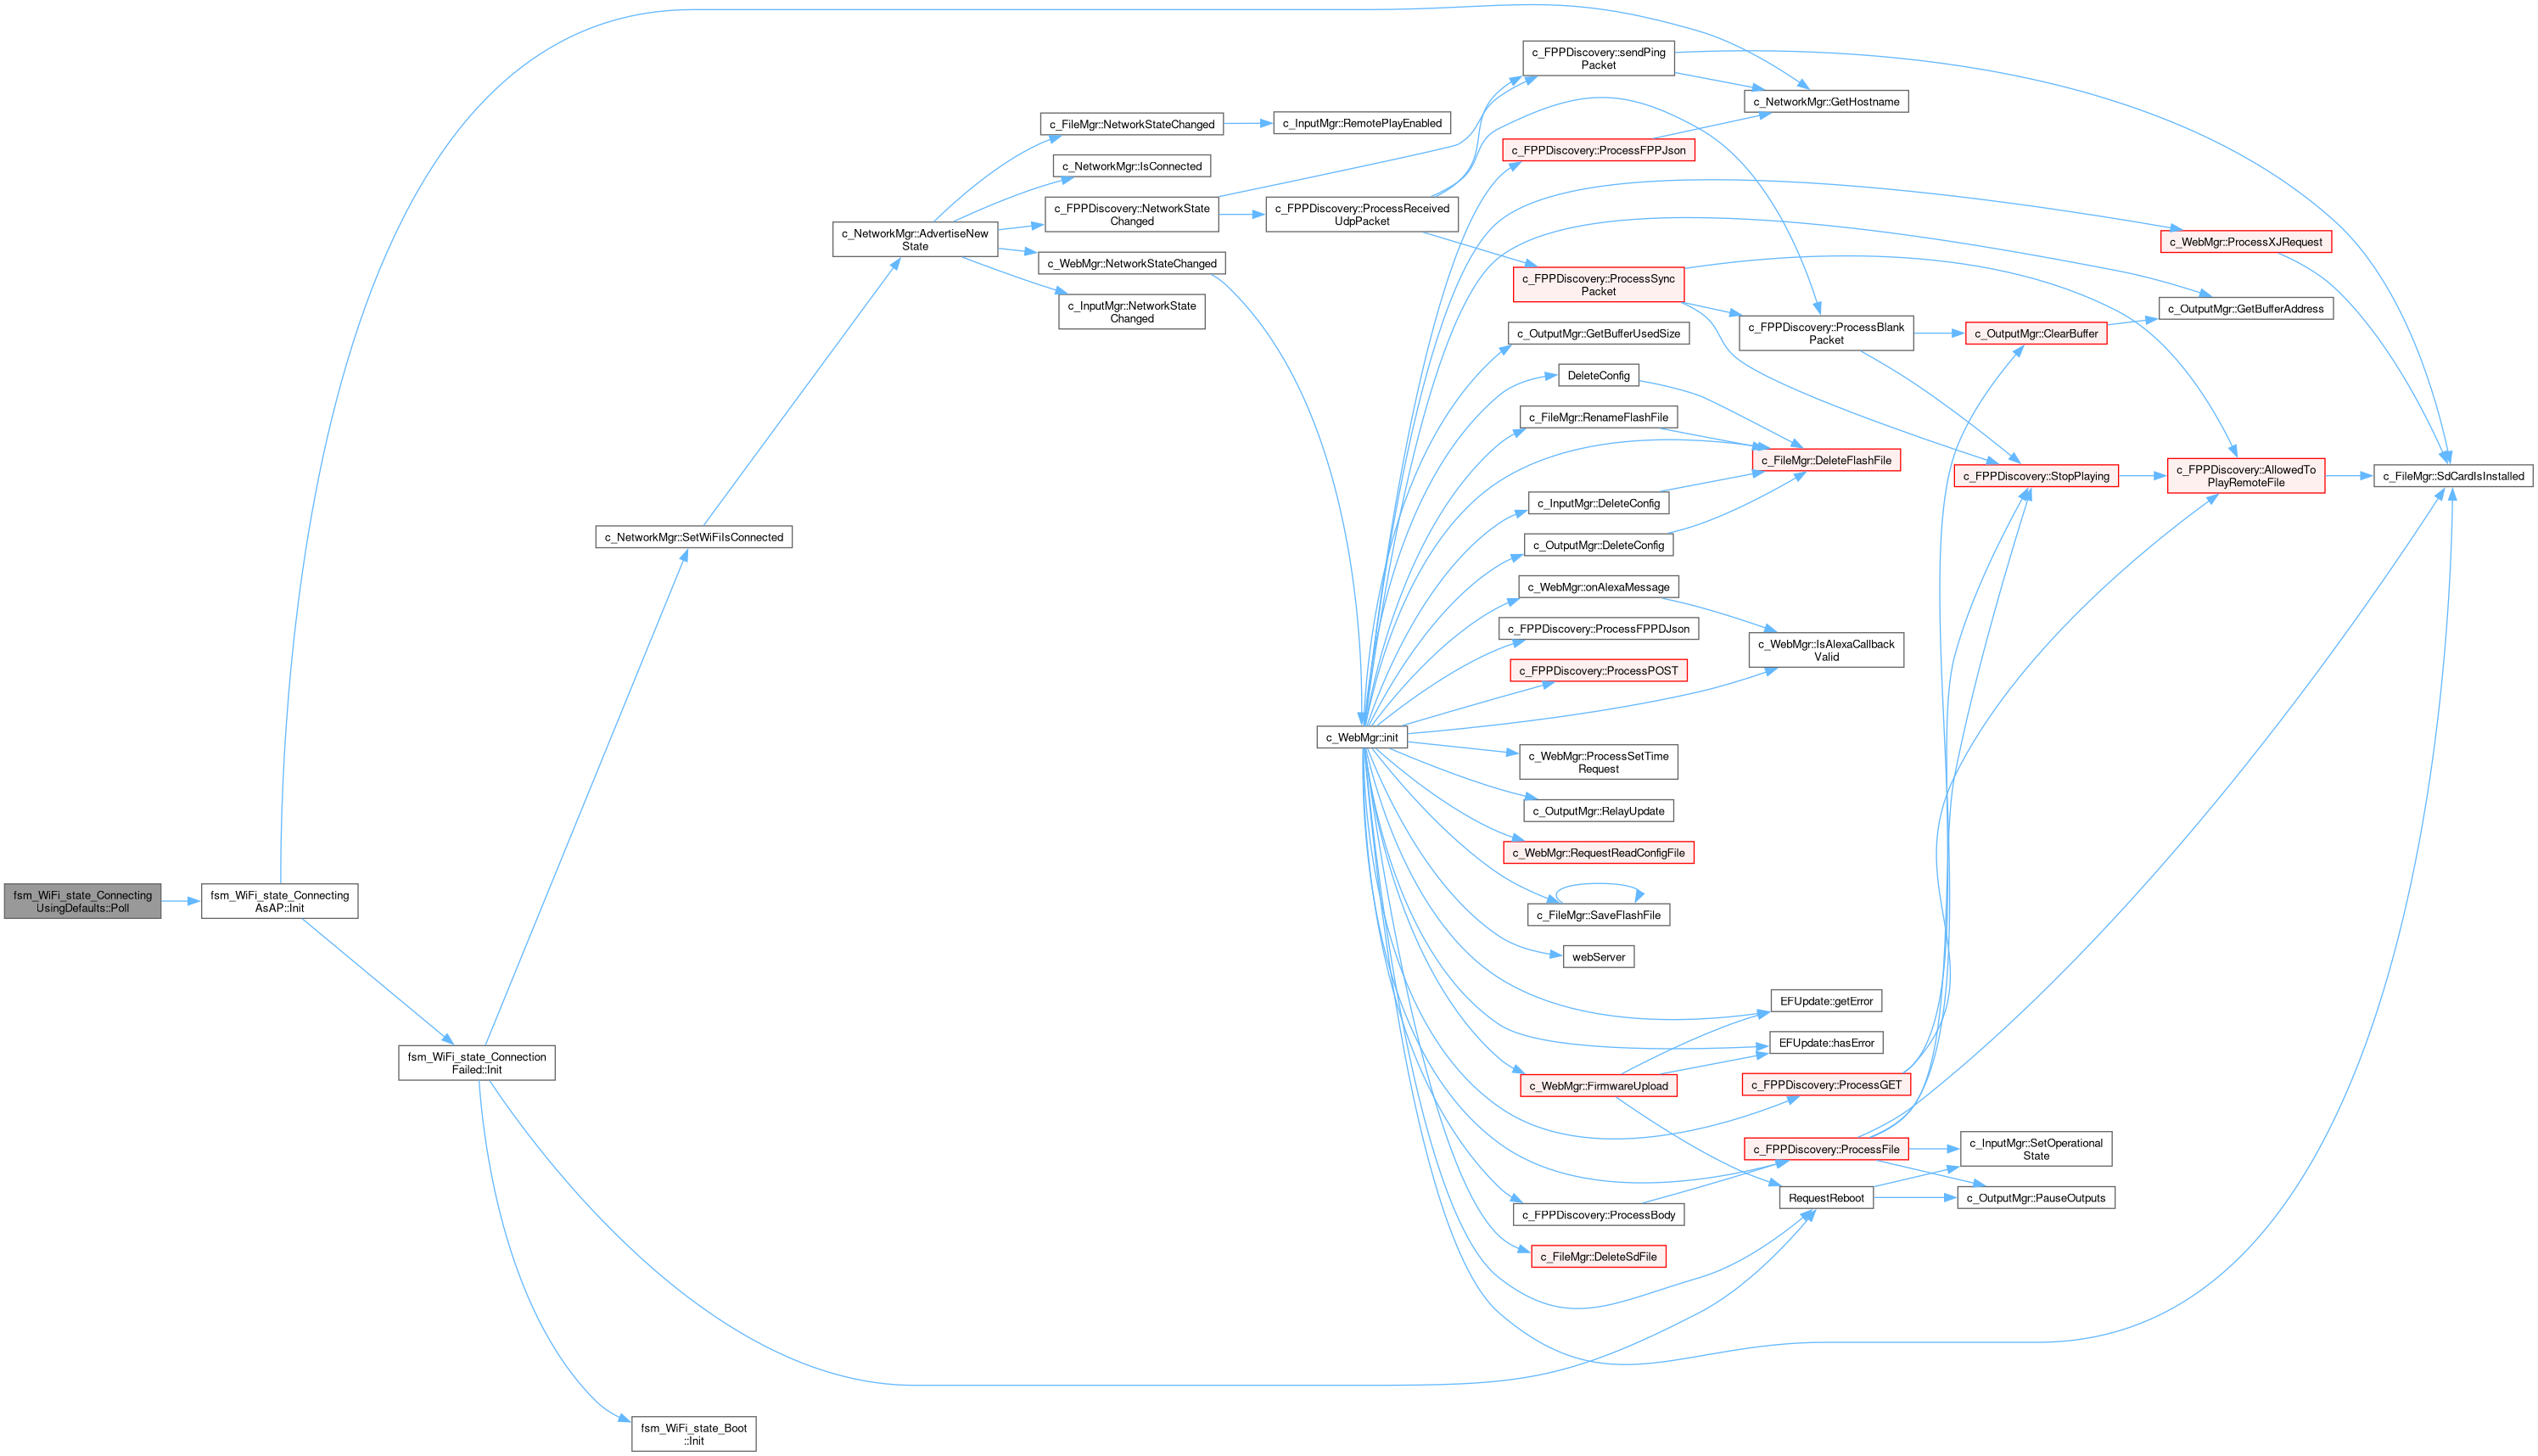 c_FPPDiscovery::sendPing
Packet
c_NetworkMgr::GetHostname
c_FileMgr::NetworkStateChanged
c_InputMgr::RemotePlayEnabled
c_FPPDiscovery::ProcessFPPJson
c_NetworkMgr::IsConnected
c_FPPDiscovery::NetworkState
Changed
c_FPPDiscovery::ProcessReceived
UdpPacket
c_NetworkMgr::AdvertiseNew
State
c_WebMgr::ProcessXJRequest
c_WebMgr::NetworkStateChanged
c_FPPDiscovery::ProcessSync
Packet
c_InputMgr::NetworkState
Changed
c_OutputMgr::GetBufferAddress
c_OutputMgr::GetBufferUsedSize
c_FPPDiscovery::ProcessBlank
Packet
c_OutputMgr::ClearBuffer
DeleteConfig
c_FileMgr::RenameFlashFile
c_FileMgr::DeleteFlashFile
c_FPPDiscovery::StopPlaying
c_FPPDiscovery::AllowedTo
PlayRemoteFile
c_FileMgr::SdCardIsInstalled
c_InputMgr::DeleteConfig
c_NetworkMgr::SetWiFiIsConnected
c_OutputMgr::DeleteConfig
c_WebMgr::onAlexaMessage
c_FPPDiscovery::ProcessFPPDJson
c_WebMgr::IsAlexaCallback
Valid
c_FPPDiscovery::ProcessPOST
c_WebMgr::init
c_WebMgr::ProcessSetTime
Request
c_OutputMgr::RelayUpdate
c_WebMgr::RequestReadConfigFile
fsm_WiFi_state_Connecting
UsingDefaults::Poll
fsm_WiFi_state_Connecting
AsAP::Init
c_FileMgr::SaveFlashFile
webServer
EFUpdate::getError
EFUpdate::hasError
fsm_WiFi_state_Connection
Failed::Init
c_WebMgr::FirmwareUpload
c_FPPDiscovery::ProcessGET
c_FPPDiscovery::ProcessFile
c_InputMgr::SetOperational
State
RequestReboot
c_OutputMgr::PauseOutputs
c_FPPDiscovery::ProcessBody
c_FileMgr::DeleteSdFile
fsm_WiFi_state_Boot
::Init